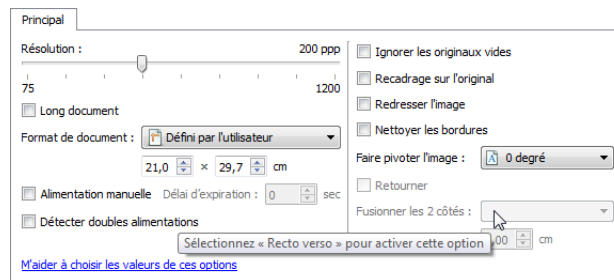 Principal
Résolution :
200 ppp
75
1200
Long document
Format de document :
Défini par l'utilisateur
21,0 × 29,7 cm
Alimentation manuelle
Délai d'expiration : 0 sec
Détecter doubles alimentations
M'aider à choisir les valeurs de ces options
Ignorer les originaux vides
Recadrage sur l'original
Redresser l'image
Nettoyer les bordures
Faire pivoter l'image :
0 degré
Retourner
Fusionner les 2 côtés :
Sélectionnez « Recto verso » pour activer cette option
,00 cm